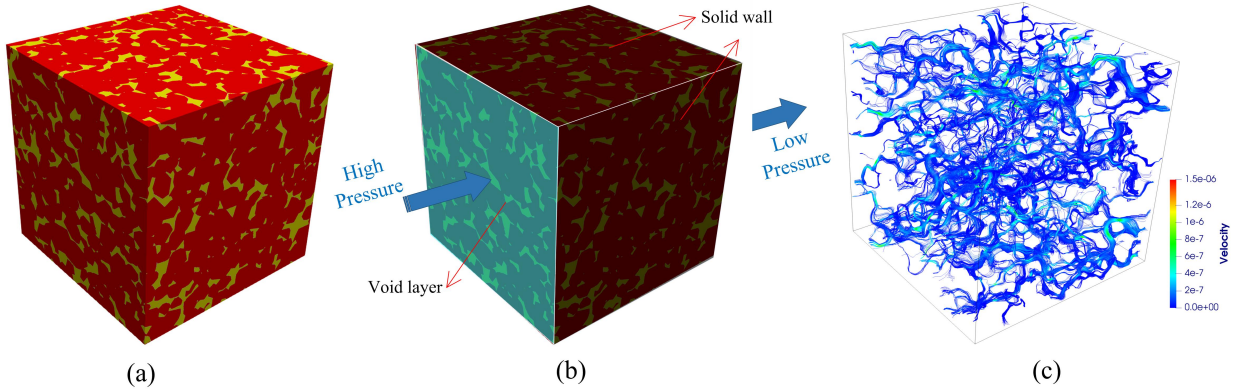 Solid wall
High
Pressure
Void layer
Low
Pressure
1.5e-06
1.2e-6
1e-6
8e-7
6e-7
4e-7
2e-7
0.0e+00
Velocity
(a)
(b)
(c)